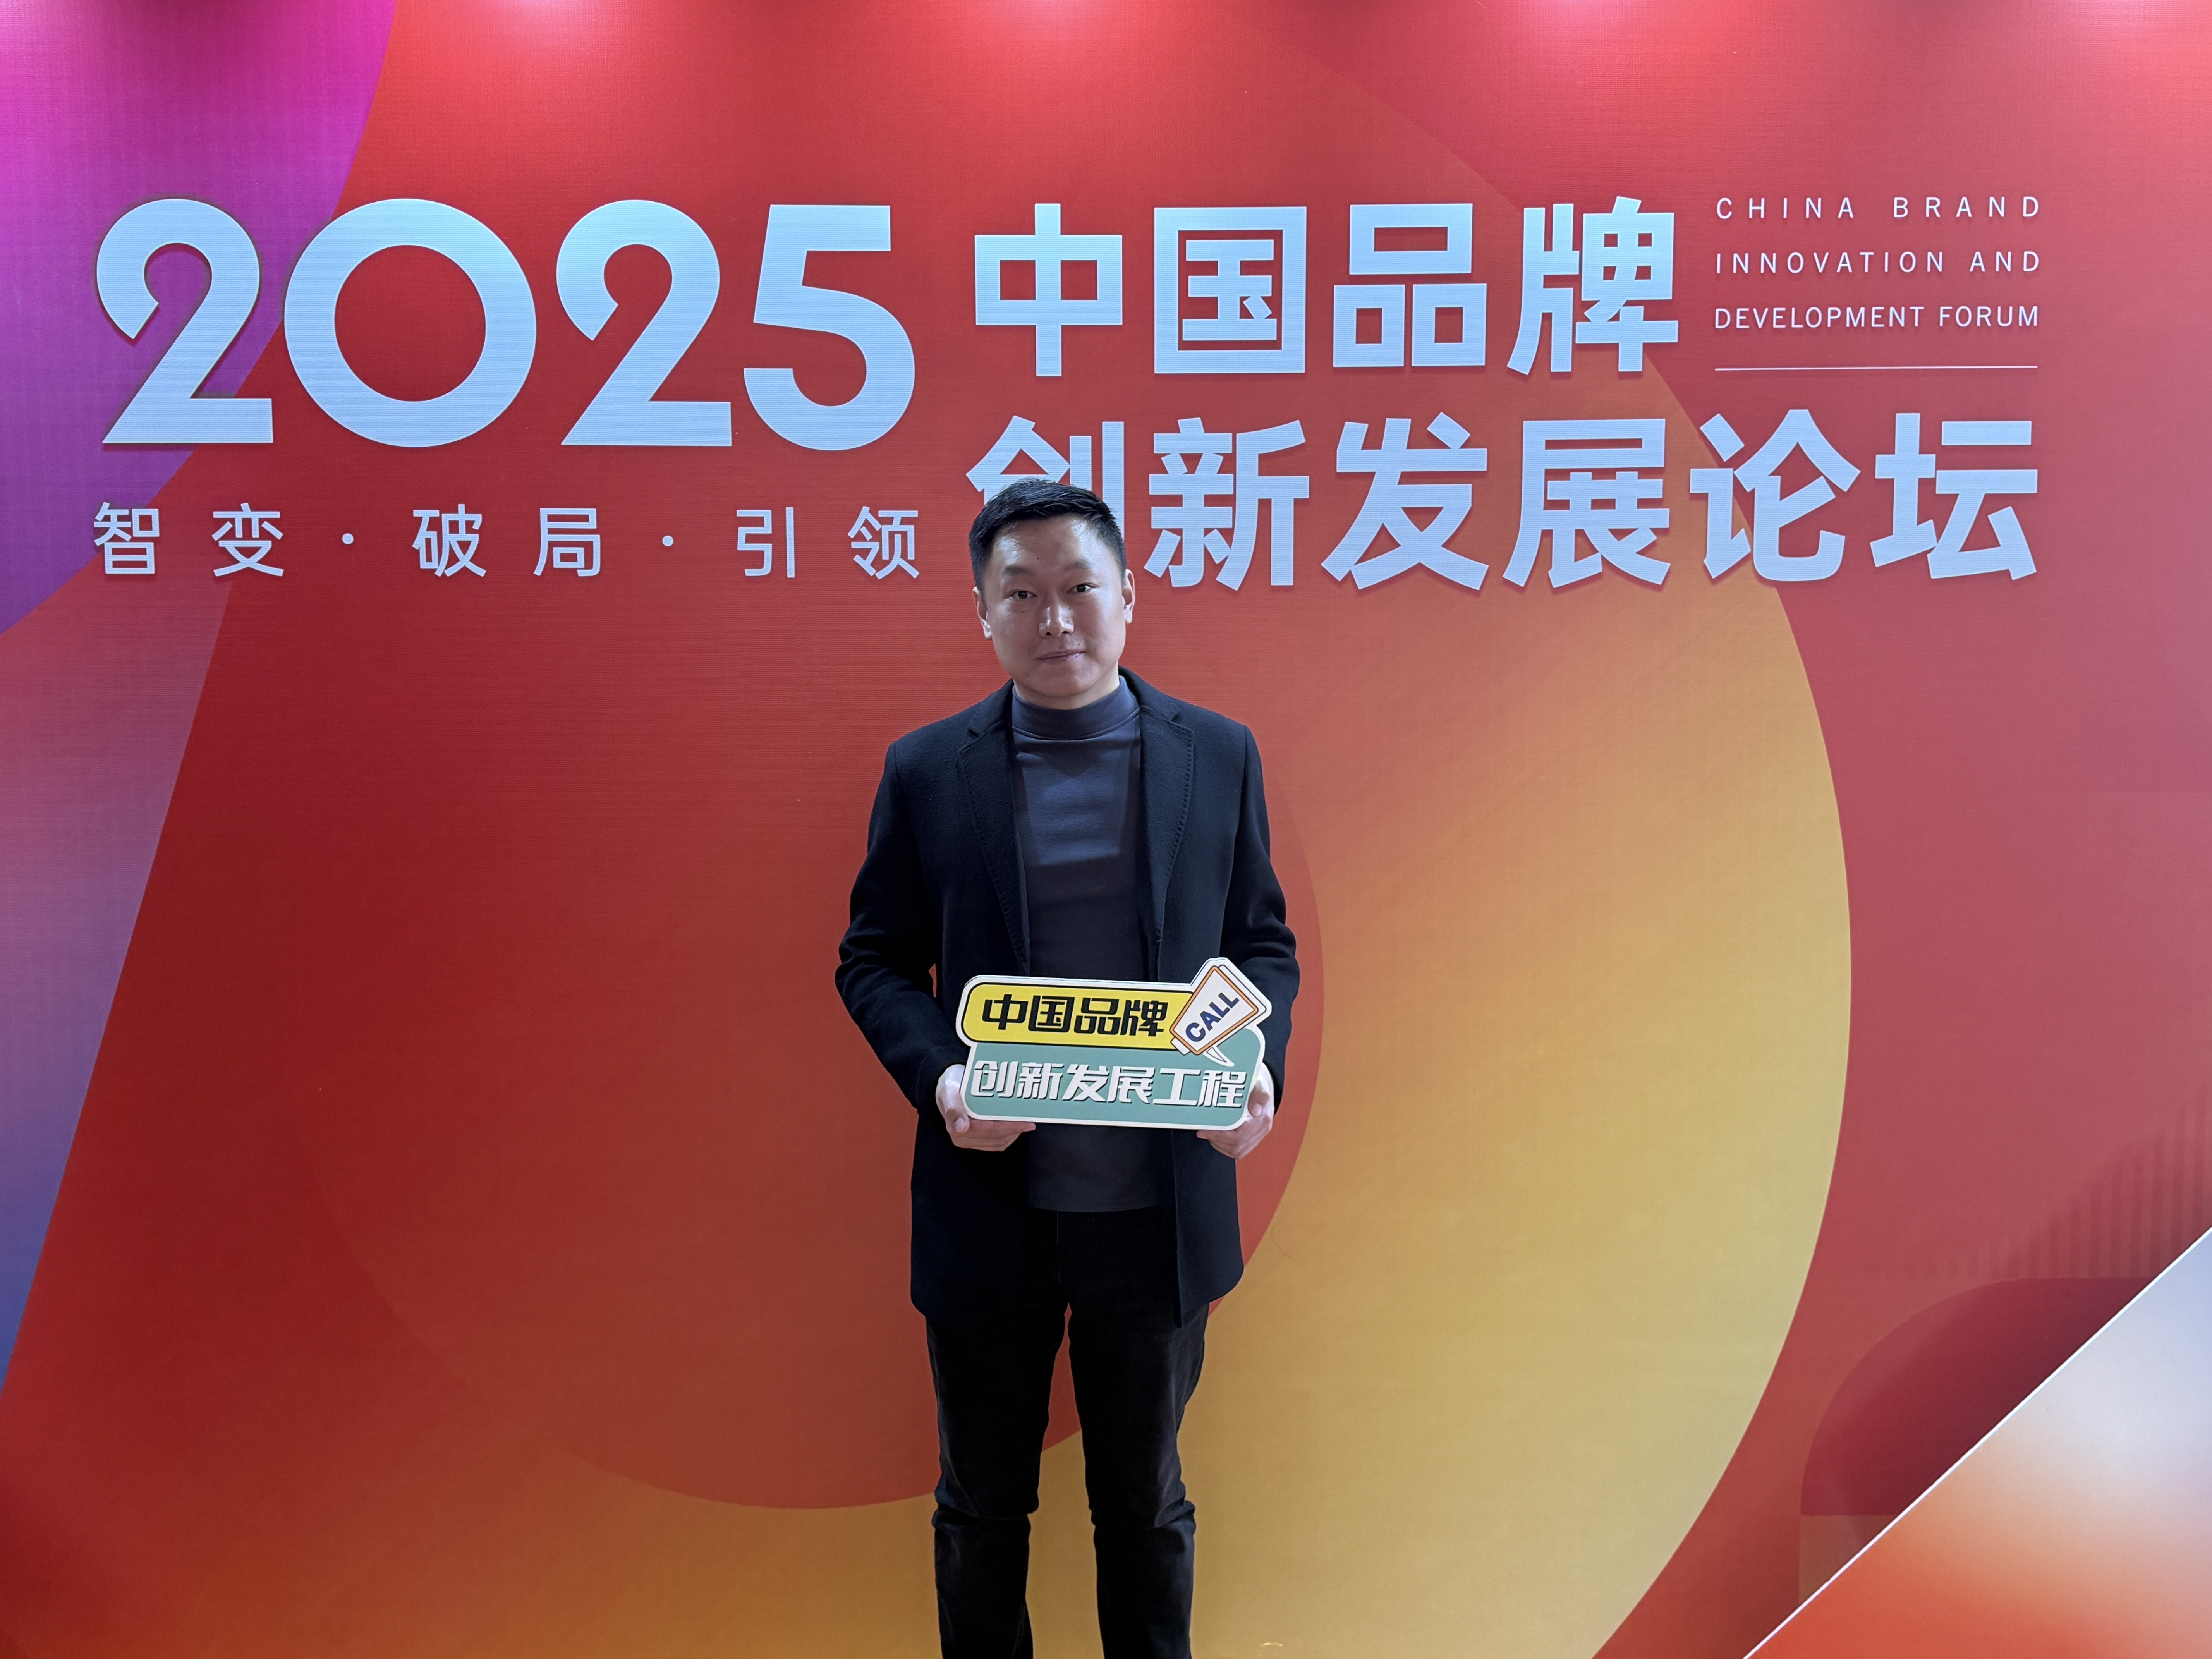 2025
智变·破局·引领
中国品牌
创新发展论坛
CHINA BRAND
INNOVATION AND
DEVELOPMENT FORUM
中国品牌
CALL
创新发展工程